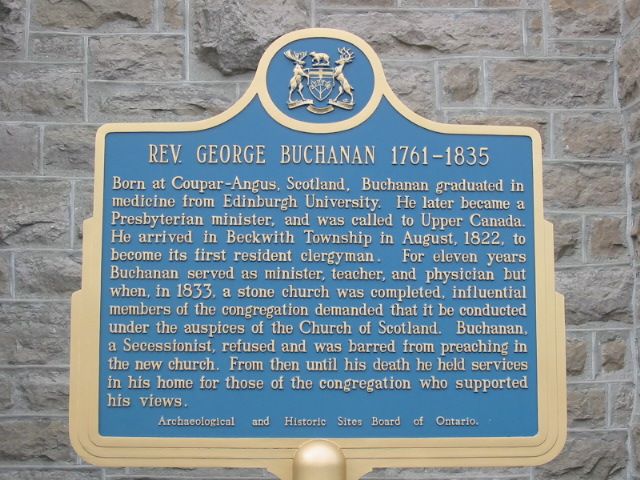 REV. GEORGE BUCHANAN 1761-1835
Born at Coupar-Angus, Scotland, Buchanan graduated in
medicine from Edinburgh University. He later became a
Presbyterian minister, and was called to Upper Canada.
He arrived in Beckwith Township in August, 1822, to
become its first resident clergyman. For eleven years
Buchanan served as minister, teacher, and physician but
when, in 1833, a stone church was completed, influential
members of the congregation demanded that it be conducted
under the auspices of the Church of Scotland. Buchanan,
a Secessionist, refused and was barred from preaching in
the new church. From then until his death he held services
in his home for those of the congregation who supported
his views.
Archaeological and Historic Sites Board of Ontario.